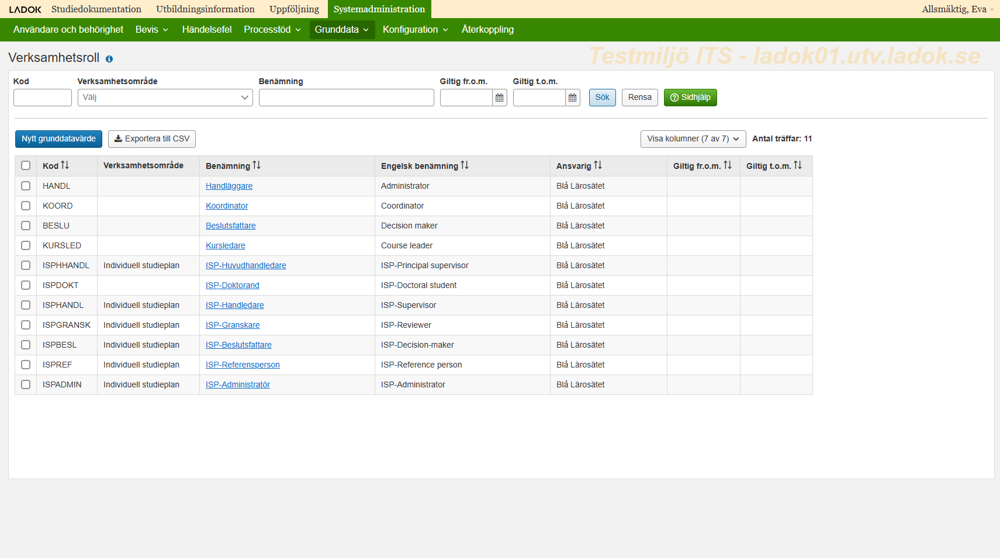 LADOK Studiedokumentation Utbildningsinformation Uppföljning Systemadministration Allsmäktig, Eva
Användare och behörighet Bevis Händelsefel Processtöd Grunddata Konfiguration Återkoppling
Testmiljö ITS - ladok01.utv.ladok.se
Verksamhetsroll
Kod Verksamhetsområde Benämning Giltig fr.o.m. Giltig t.o.m.
Välj Sök Rensa Sidhjälp
Nytt grunddatavärde Exportera till CSV Visa kolumner (7 av 7) Antal träffar: 11
Kod Verksamhetsområde Benämning Engelsk benämning Ansvarig Giltig fr.o.m. Giltig t.o.m.
HANDL Handläggare Administrator Blå Lärosätet
KOORD Koordinator Coordinator Blå Lärosätet
BESLU Beslutsfattare Decision maker Blå Lärosätet
KURSLED Kursledare Course leader Blå Lärosätet
ISPHHANDL Individuell studieplan ISP-Huvudhandledare ISP-Principal supervisor Blå Lärosätet
ISPDOKT ISP-Doktorand ISP-Doctoral student Blå Lärosätet
ISPHANDL Individuell studieplan ISP-Handledare ISP-Supervisor Blå Lärosätet
ISPGRANSK Individuell studieplan ISP-Granskare ISP-Reviewer Blå Lärosätet
ISPBESL Individuell studieplan ISP-Beslutsfattare ISP-Decision-maker Blå Lärosätet
ISPREF Individuell studieplan ISP-Referensperson ISP-Reference person Blå Lärosätet
ISPADMIN Individuell studieplan ISP-Administratör ISP-Administrator Blå Lärosätet